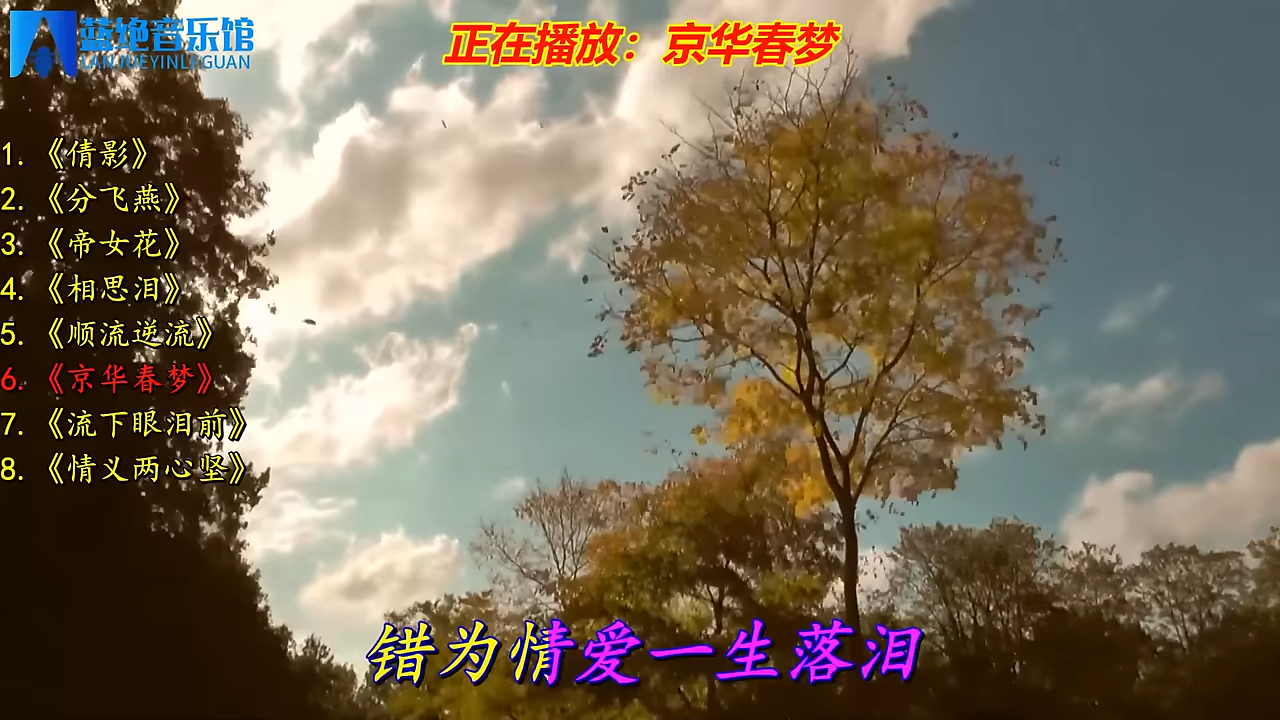 蓝绝音乐馆
LANJUEYINLEGUAN
正在播放：京华春梦
1.《倩影》
2.《分飞燕》
3.《帝女花》
4.《相思泪》
5.《顺流逆流》
6.《京华春梦》
7.《流下眼泪前》
8.《情义两心坚》
错为情爱一生落泪